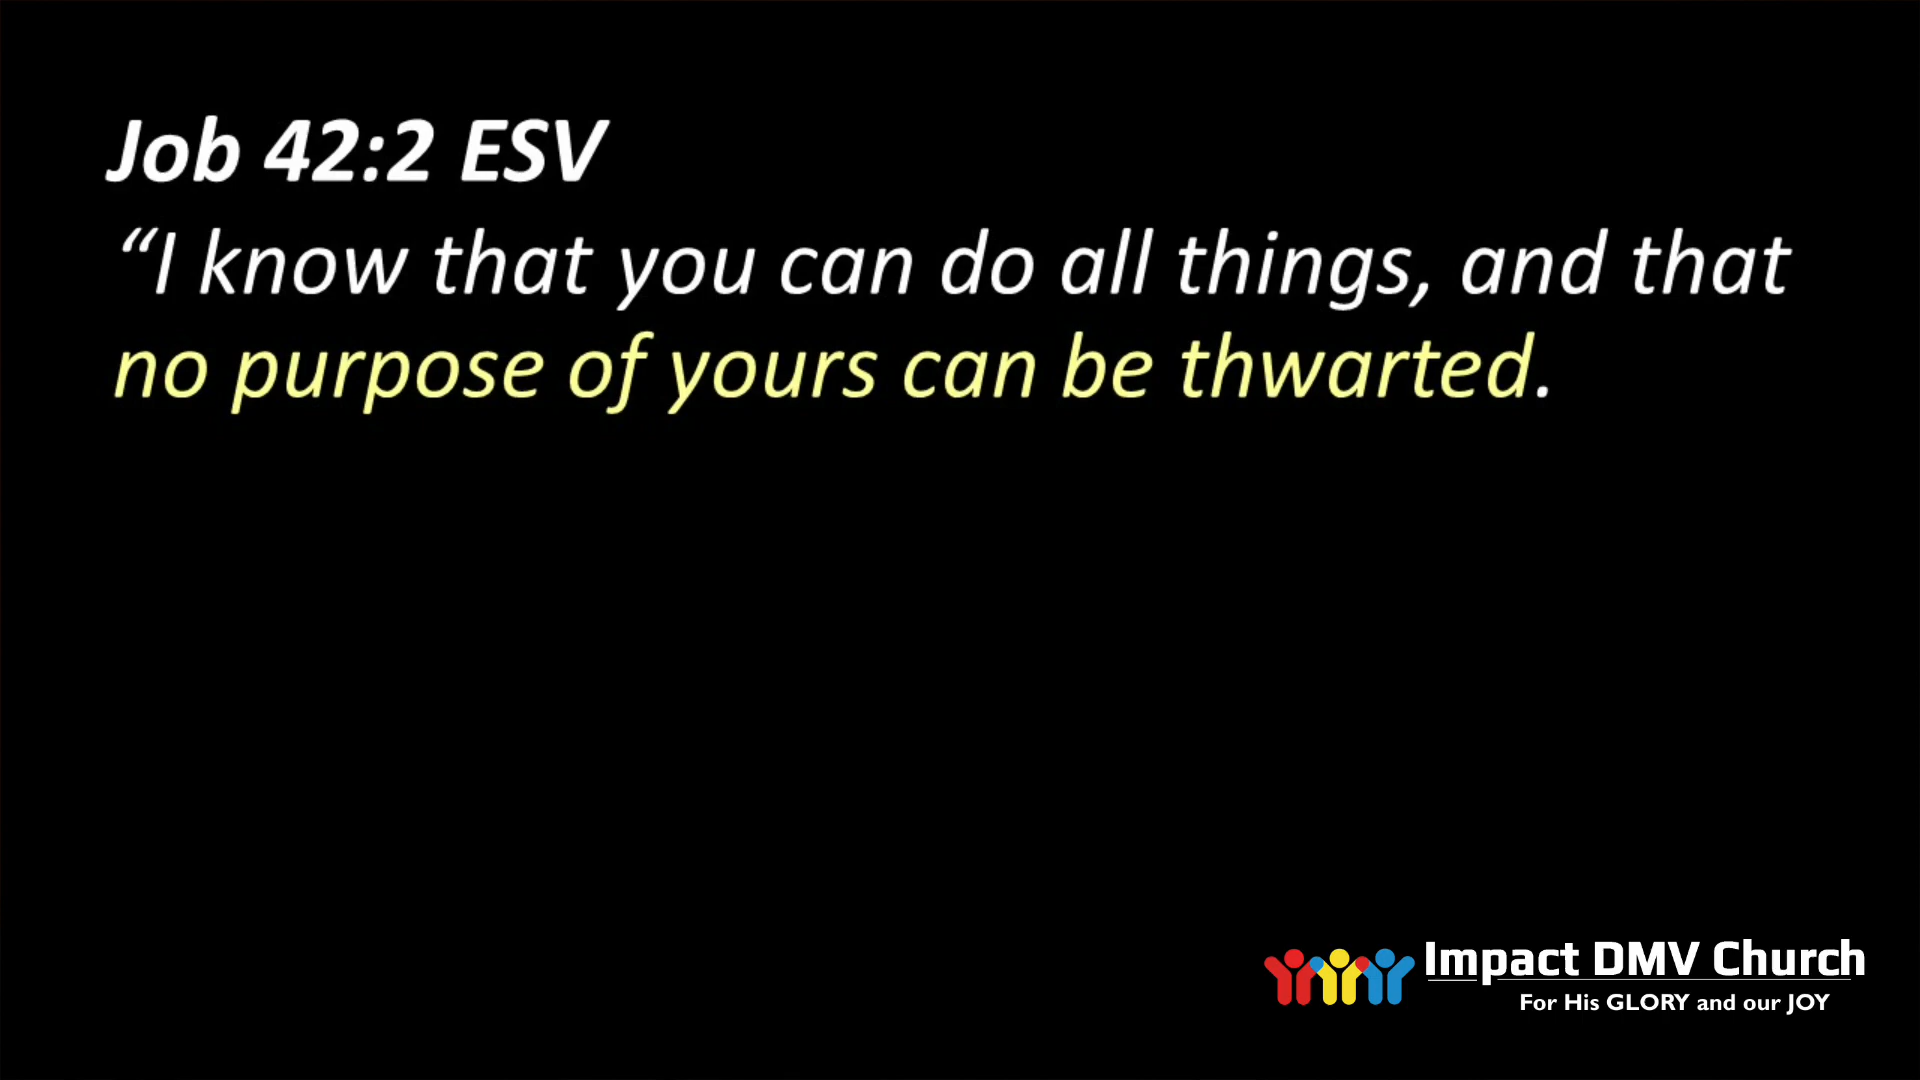 Job 42:2 ESV
“I know that you can do all things, and that
no purpose of yours can be thwarted.
Impact DMV Church
For His GLORY and our JOY